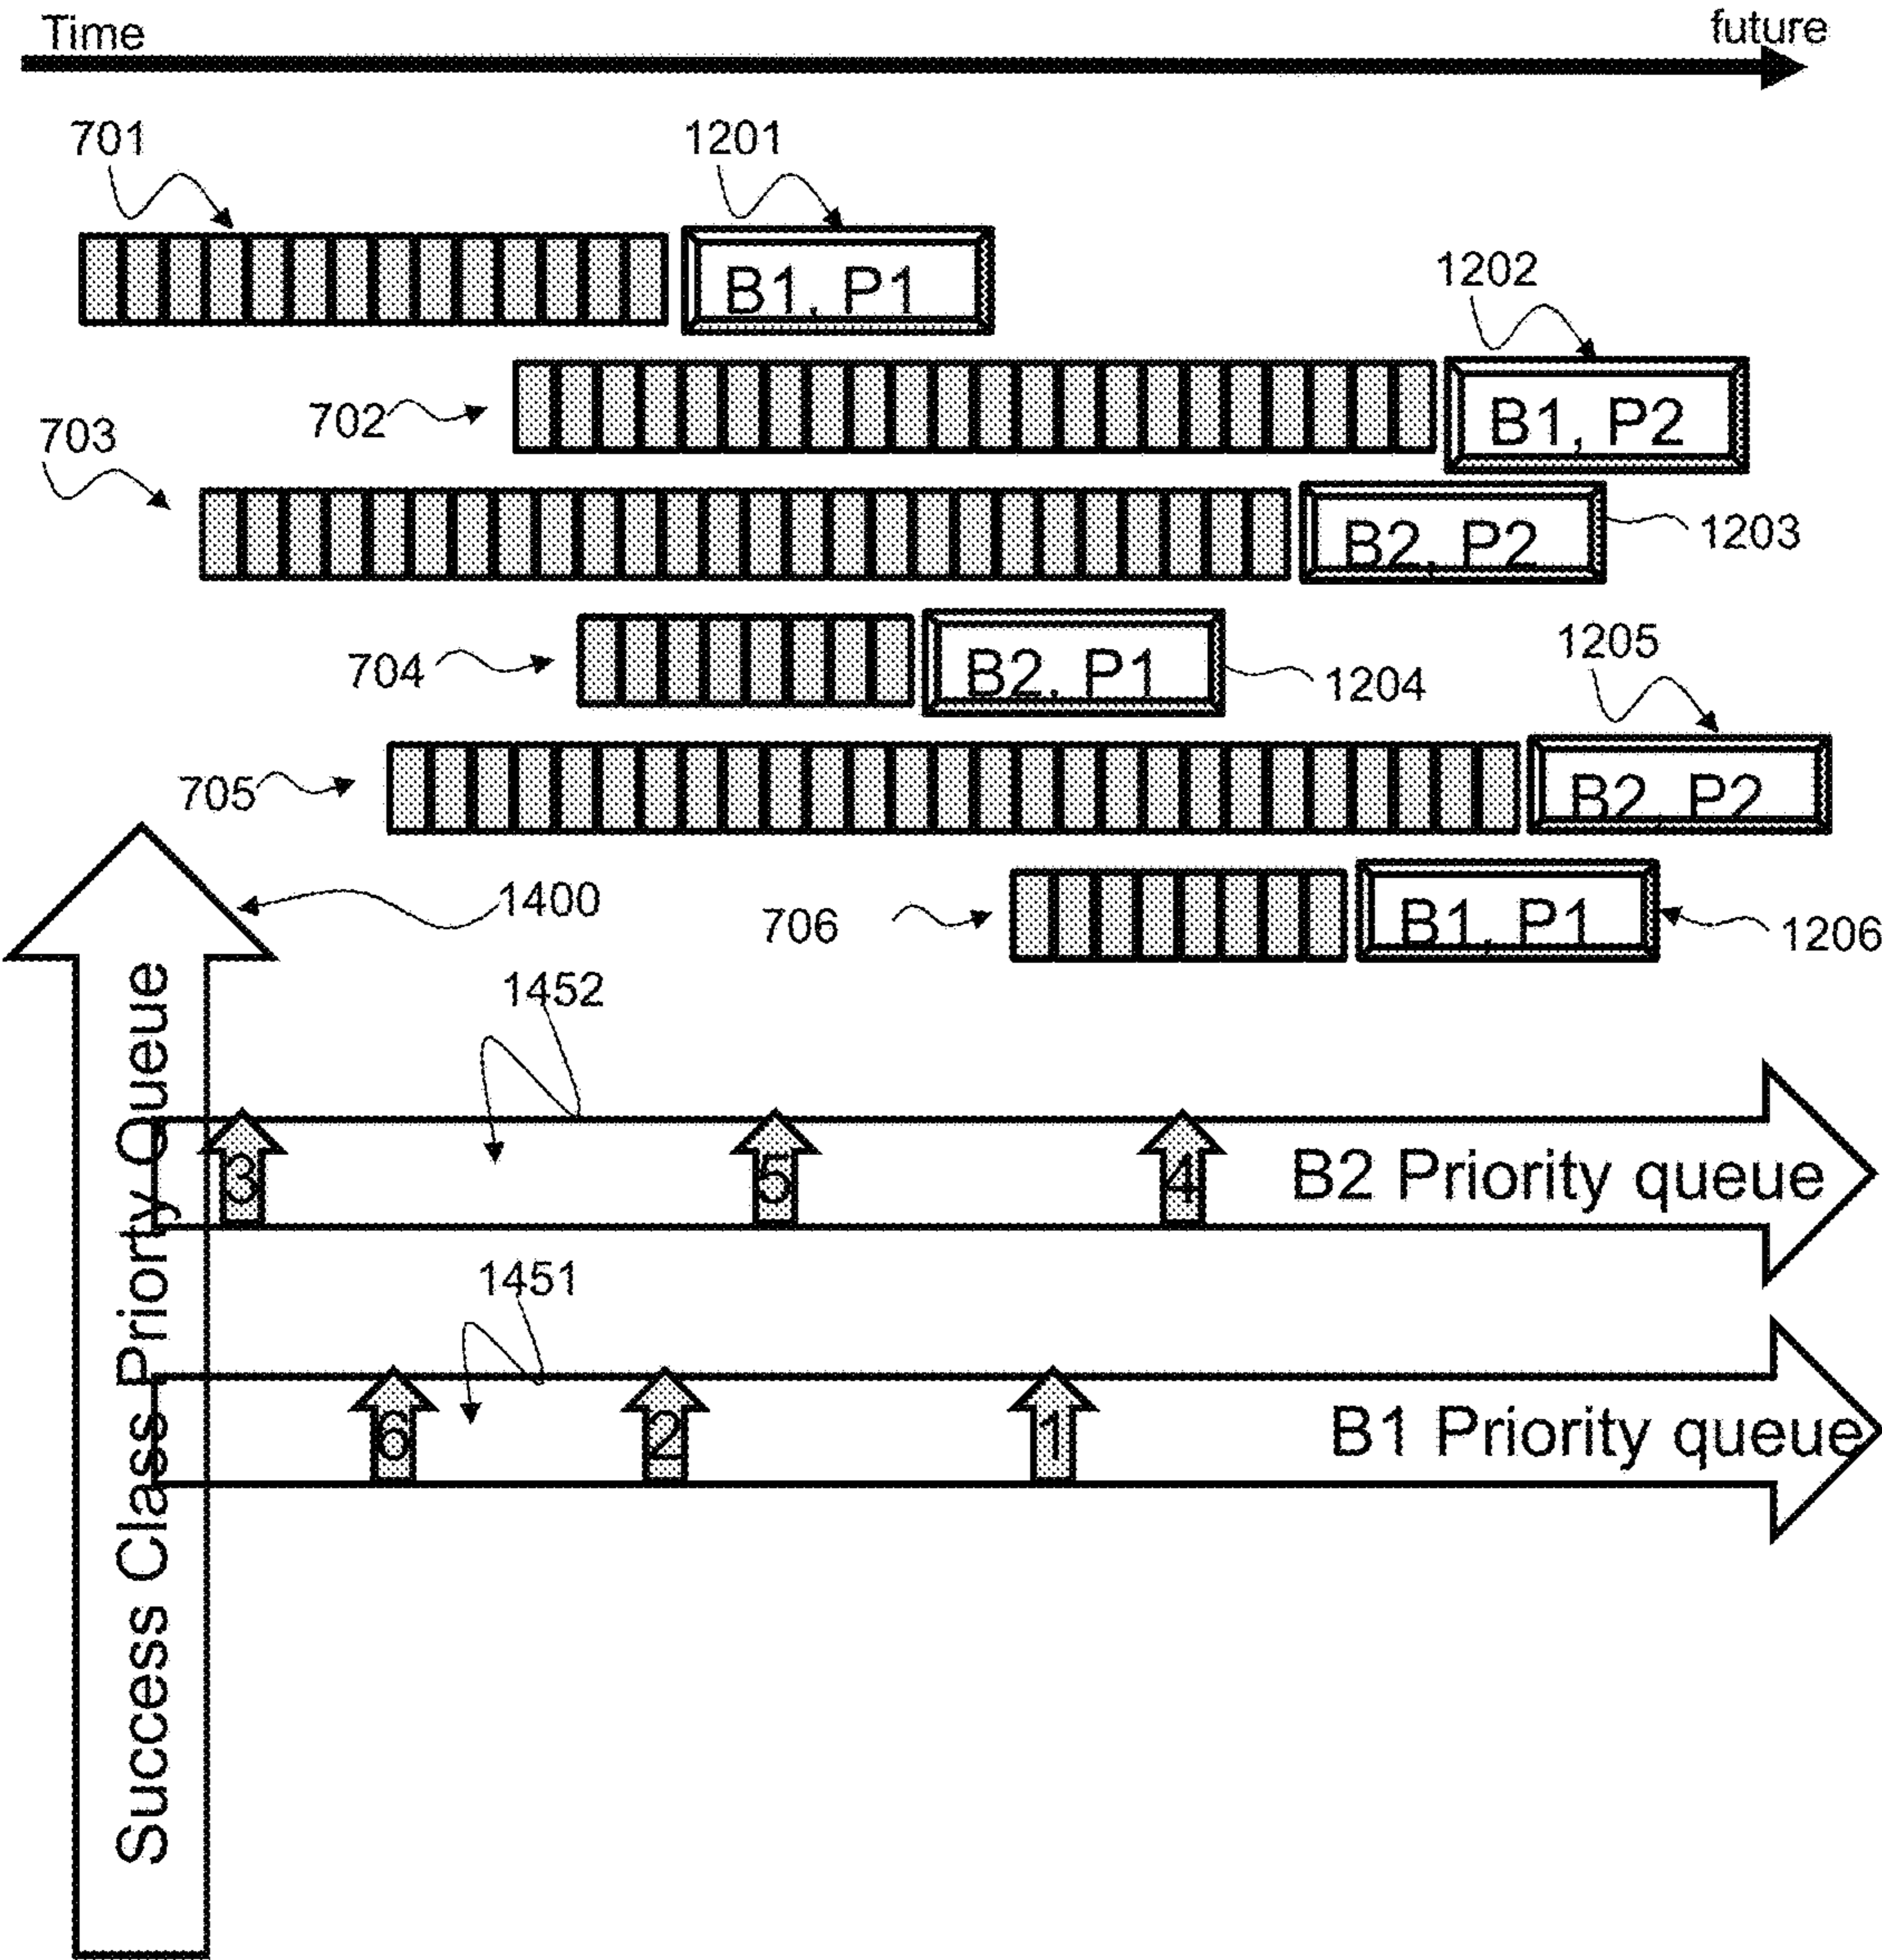 Time
future
701
1201
1202
B1, P1
702
B1, P2
703
B2, P2
1203
704
B2, P1
1204
1205
705
B2, P2
1400
706
B1, P1
1206
1452
Success Class Priority Queue
3
5
4
B2 Priority queue
1451
6
2
1
B1 Priority queue